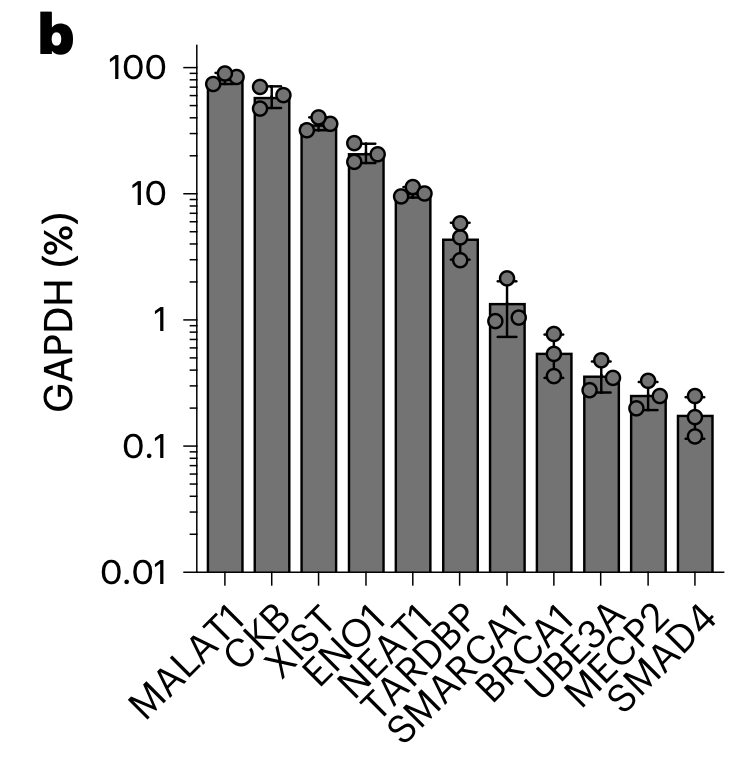 b
GAPDH (%)
100
10
1
0.1
0.01
MALAT1
CKB
XIST
ENO1
NEAT1
TARDBP
SMARCA1
BRCA1
UBE3A
MECP2
SMAD4